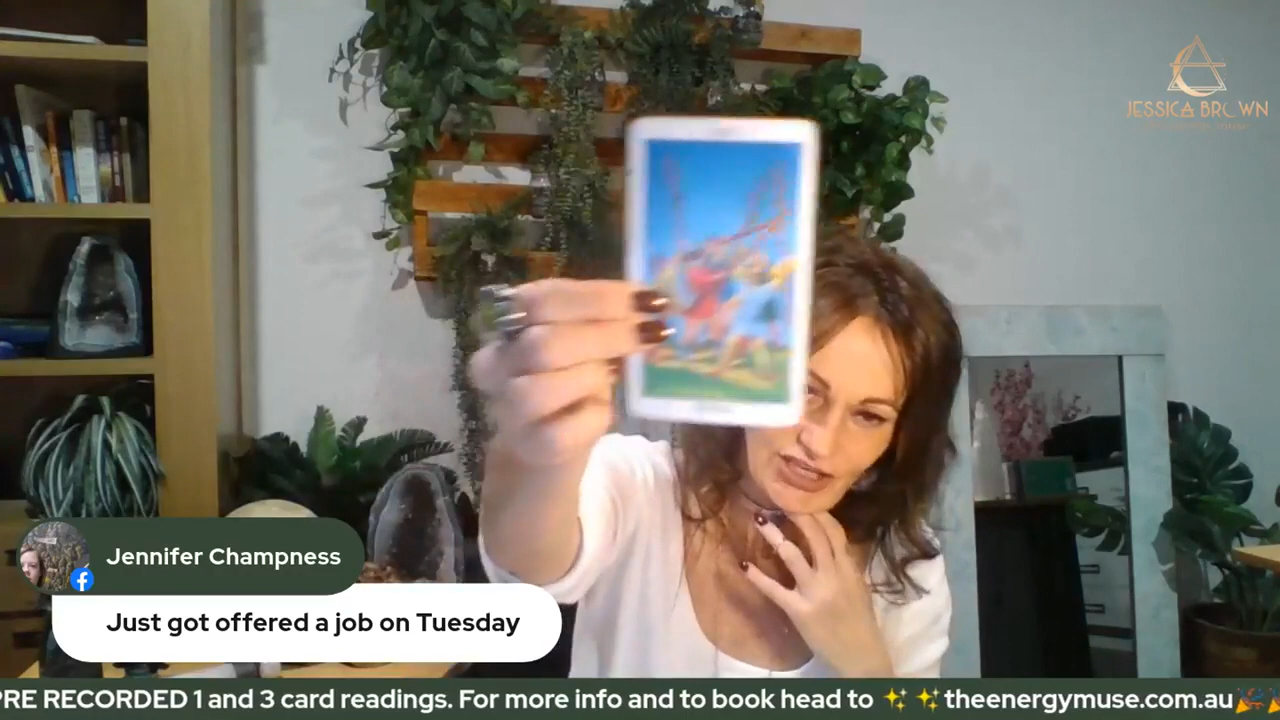 JESSICA BROWN
Jennifer Champness
Just got offered a job on Tuesday
PRE RECORDED 1 and 3 card readings. For more info and to book head to ✨ ✨theenergymuse.com.au🎉